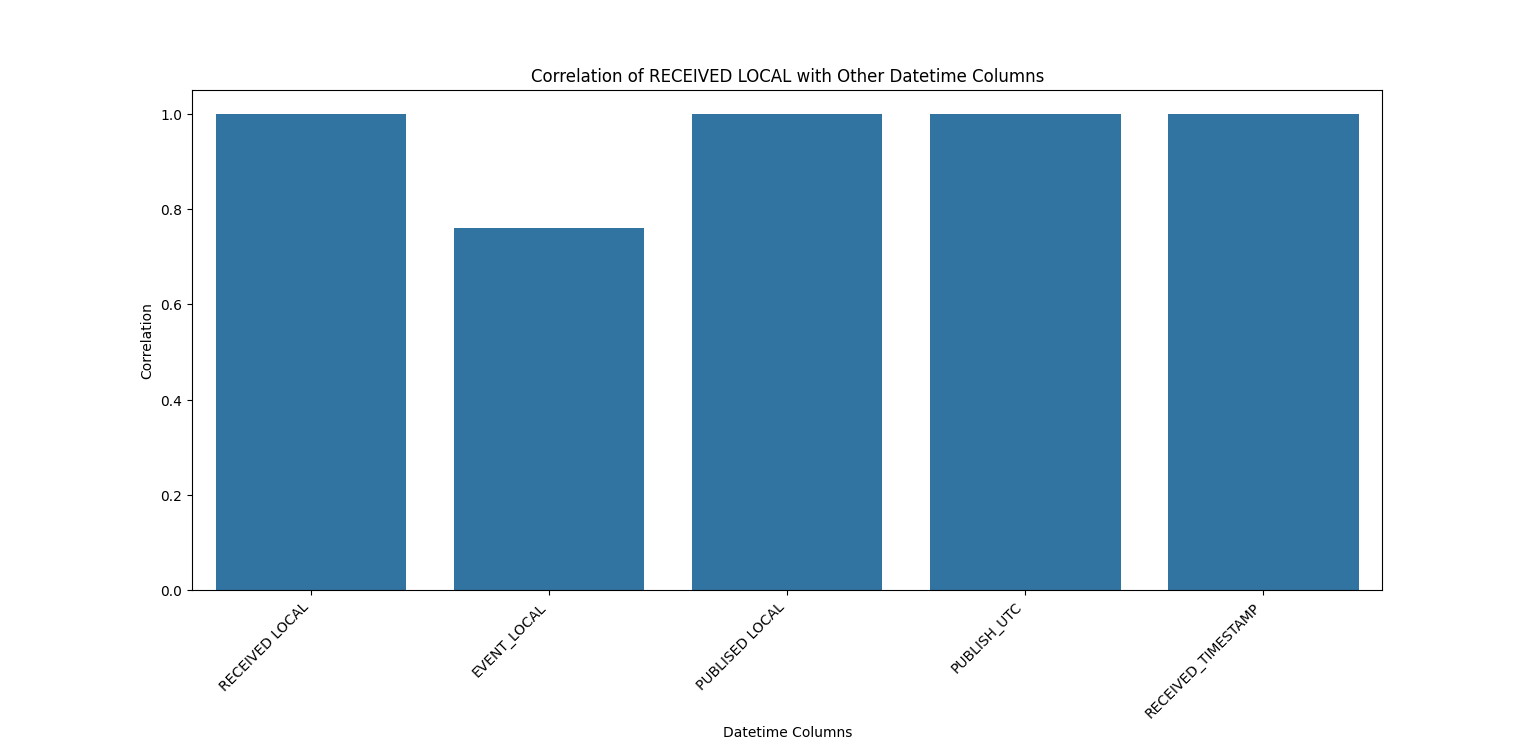 Correlation of RECEIVED LOCAL with Other Datetime Columns
Correlation
1.0
0.8
0.6
0.4
0.2
0.0
RECEIVED LOCAL
EVENT_LOCAL
PUBLISED LOCAL
PUBLISH_UTC
RECEIVED_TIMESTAMP
Datetime Columns